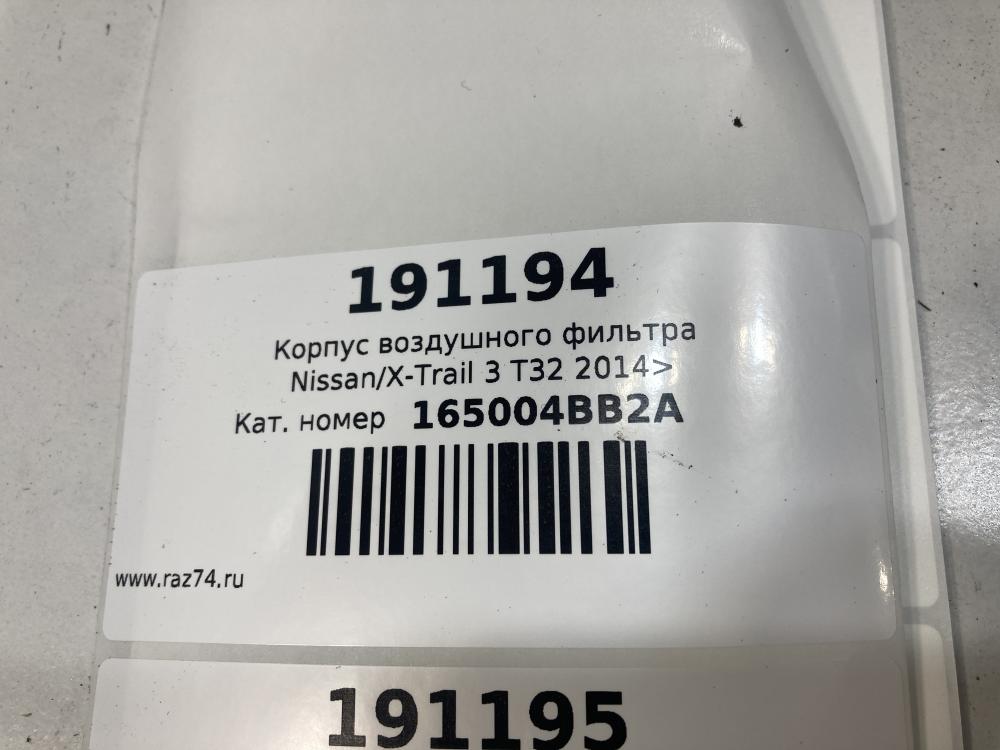 191194
Корпус воздушного фильтра
Nissan/X-Trail 3 T32 2014>
Кат. номер 165004BB2A
www.raz74.ru
191195